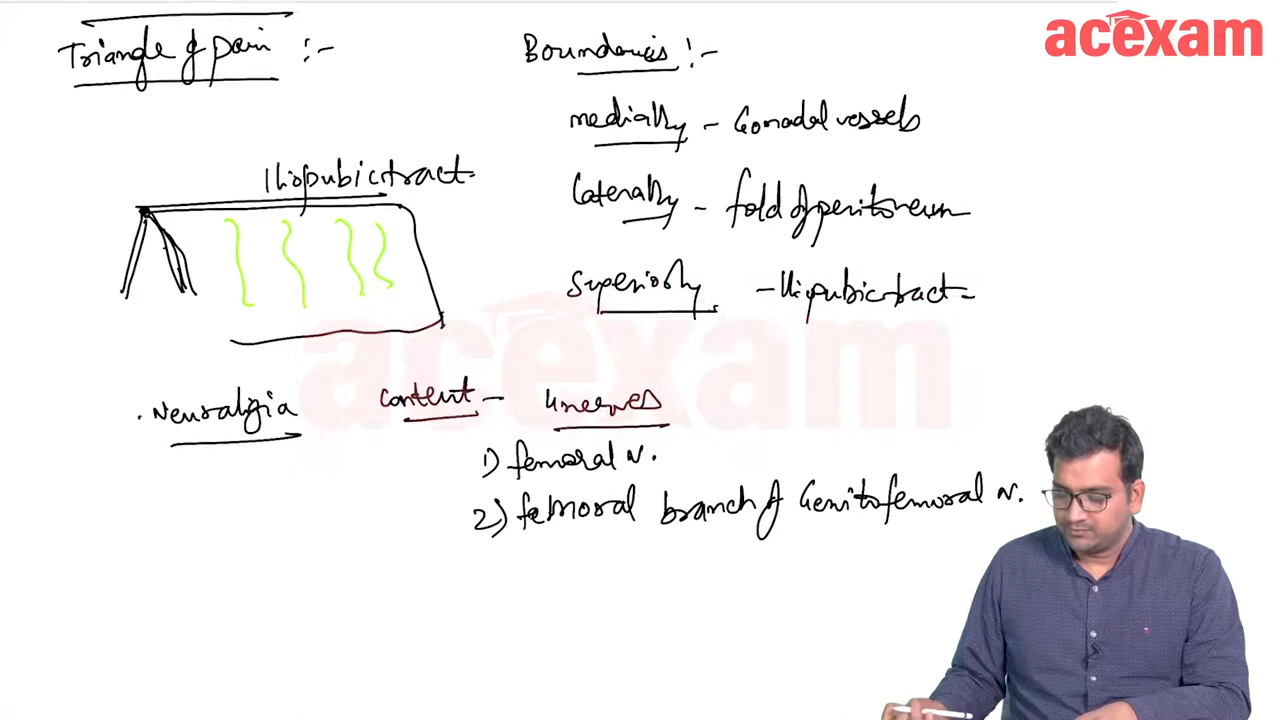 acexam
Triangle of pain :-
Boundaries :-
medially - Gonadal vessels
Iliopubic tract
laterally - fold of peritoneum
Superiorly - Iliopubic tract
acexam
. Neuralgia
content - 4 nerves
1) femoral N.
2) femoral branch of Genitofemoral N.